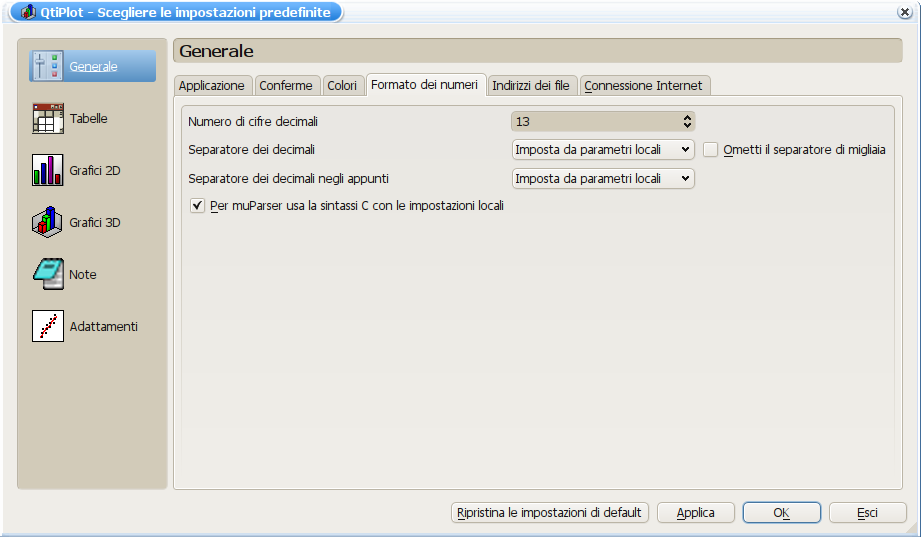 QtiPlot - Scegliere le impostazioni predefinite
Generale
Tabelle
Grafici 2D
Grafici 3D
Note
Adattamenti
Generale
Applicazione Conferme Colori Formato dei numeri Indirizzi dei file Connessione Internet
Numero di cifre decimali 13
Separatore dei decimali Imposta da parametri locali Ometti il separatore di migliaia
Separatore dei decimali negli appunti Imposta da parametri locali
Per muParser usa la sintassi C con le impostazioni locali
Ripristina le impostazioni di default Applica OK Esci